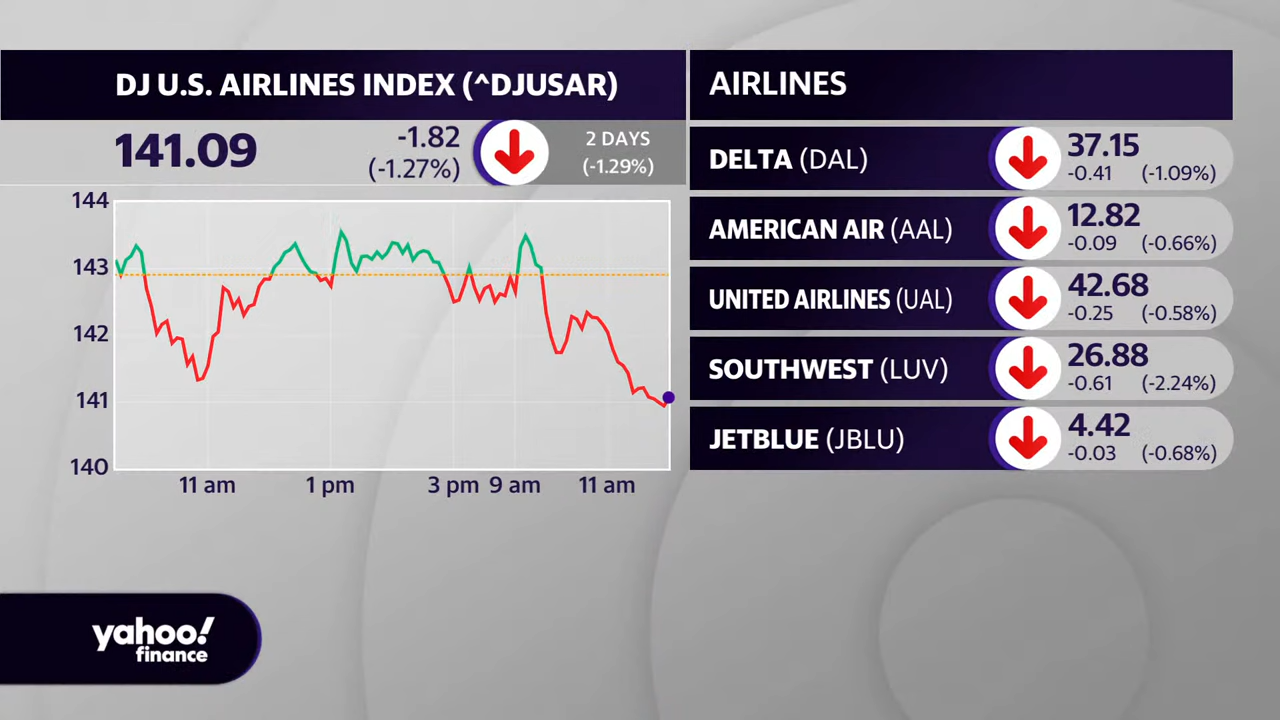 DJ U.S. AIRLINES INDEX (^DJUSAR)
141.09
-1.82
(-1.27%)
2 DAYS
(-1.29%)
144
143
142
141
140
11 am
1 pm
3 pm
9 am
11 am
AIRLINES
DELTA (DAL)
37.15
-0.41 (-1.09%)
AMERICAN AIR (AAL)
12.82
-0.09 (-0.66%)
UNITED AIRLINES (UAL)
42.68
-0.25 (-0.58%)
SOUTHWEST (LUV)
26.88
-0.61 (-2.24%)
JETBLUE (JBLU)
4.42
-0.03 (-0.68%)
yahoo!
finance